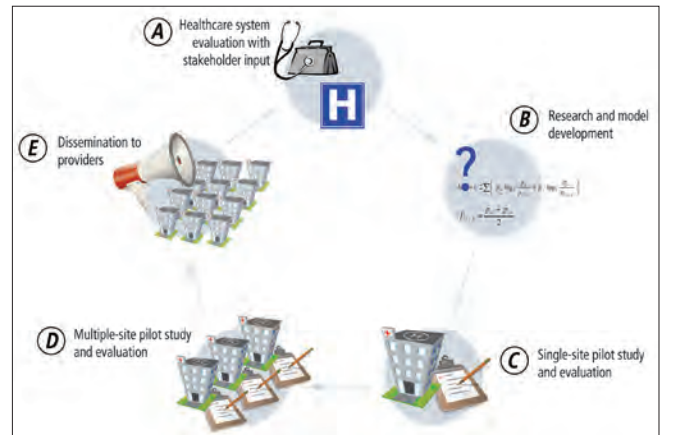 A
Healthcare system
evaluation with
stakeholder input
H
B
Research and model
development
?
E
Dissemination to
providers
D
Multiple-site pilot study
and evaluation
C
Single-site pilot study
and evaluation